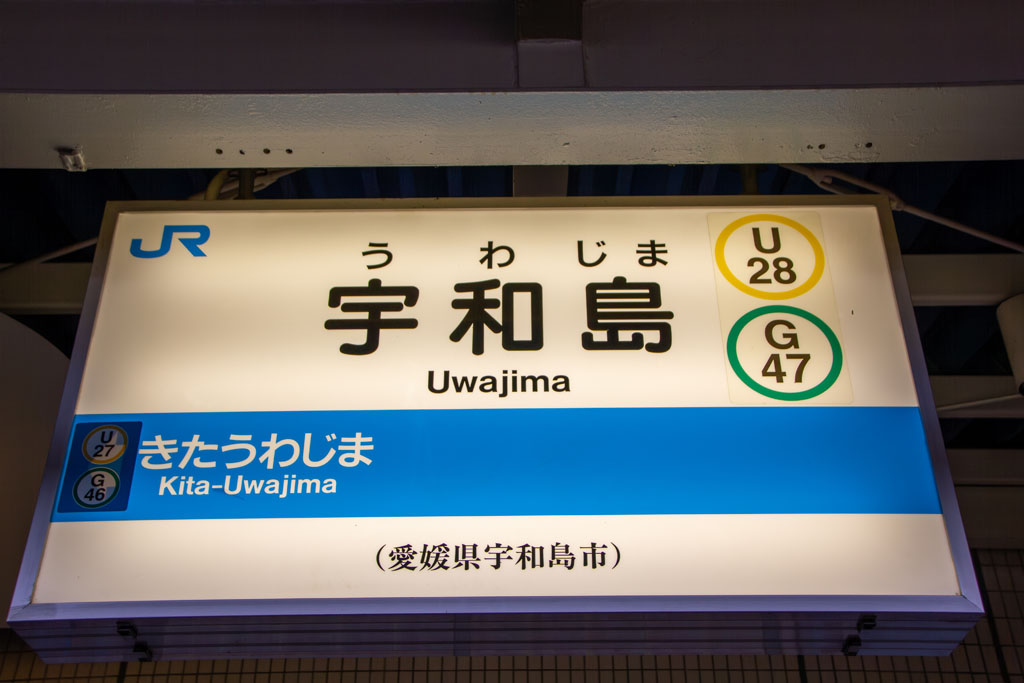 JR
うわじま
宇和島
Uwajima
U
28
G
47
U
27
G
46
きたうわじま
Kita-Uwajima
(愛媛県宇和島市)